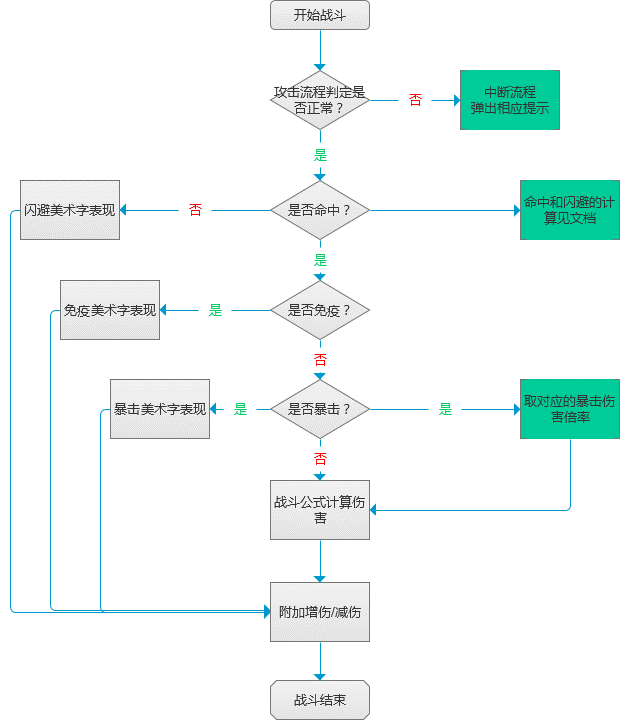 开始战斗
攻击流程判定是
否正常？
否
中断流程
弹出相应提示
是
闪避美术字表现
否
是否命中？
命中和闪避的计
算见文档
是
免疫美术字表现
是
是否免疫？
否
暴击美术字表现
是
是否暴击？
是
取对应的暴击伤
害倍率
否
战斗公式计算伤
害
附加增伤/减伤
战斗结束